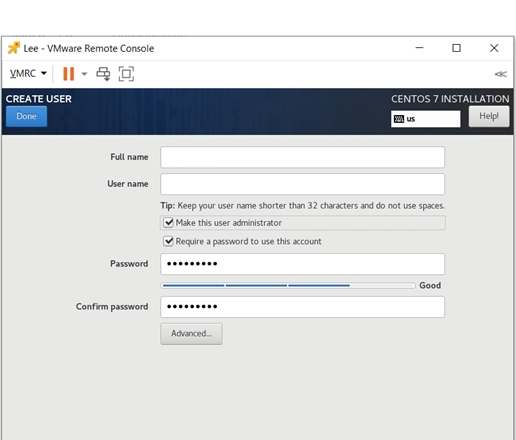 Lee - VMware Remote Console
VMRC
CREATE USER
CENTOS 7 INSTALLATION
Done
us
Help!
Full name
User name
Tip: Keep your user name shorter than 32 characters and do not use spaces.
Make this user administrator
Require a password to use this account
Password
Good
Confirm password
Advanced...